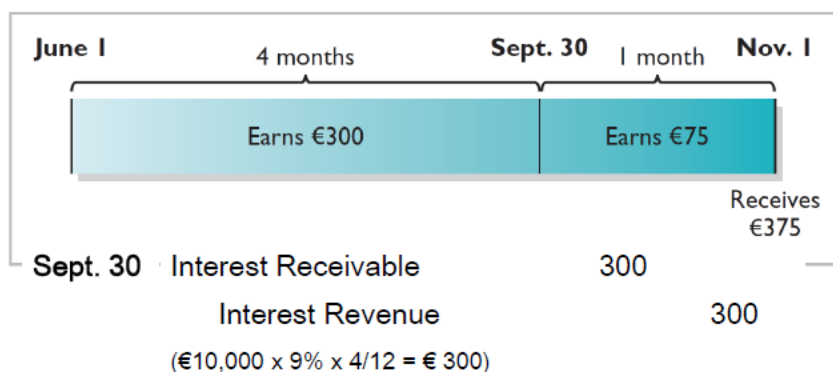 June 1 4 months Sept. 30 1 month Nov. 1
Earns €300 Earns €75
Receives
€375
Sept. 30 Interest Receivable 300
Interest Revenue 300
(€10,000 x 9% x 4/12 = € 300)